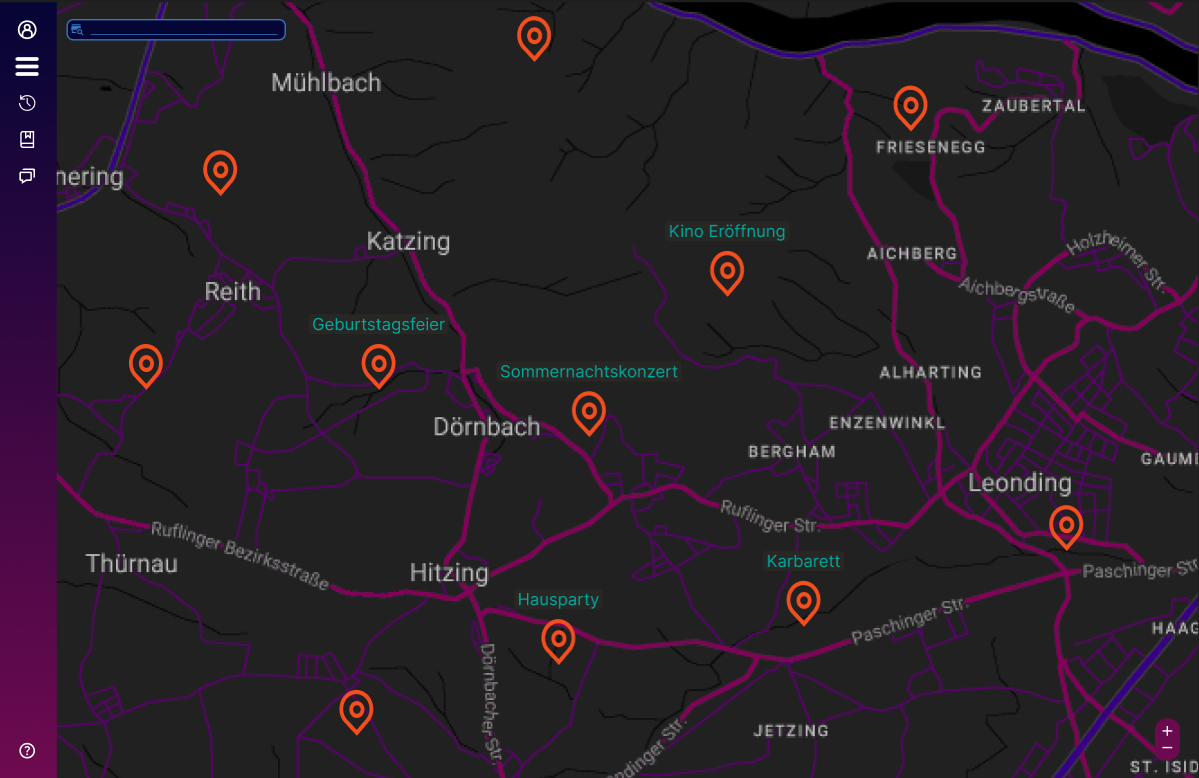 Mühlbach
ZAUBERTAL
FRIESENEGG
nering
Kino Eröffnung
Katzing
Holzheimer Str.
AICHBERG
Reith
Aichbergstraße
Geburtstagsfeier
Sommernachtskonzert
ALHARTING
Dörnbach
ENZENWINKL
BERGHAM
GAUM
Leonding
Ruflinger Str.
Ruflinger Bezirksstraße
Thürnau
Karbarett
Hitzing
Paschinger Str
Hausparty
Paschinger Str.
HAAG
Dörnbacher Str.
JETZING
ndinger Str.
ST. ISID
+
−